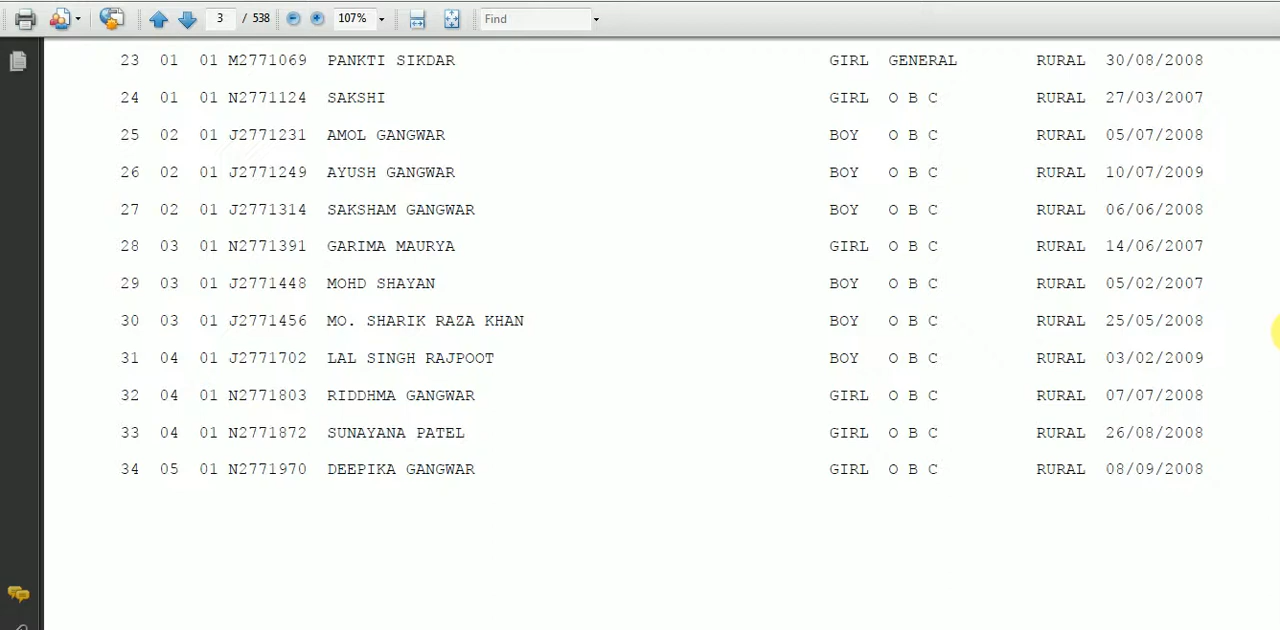 3 / 538 107% Find
23 01 01 M2771069 PANKTI SIKDAR GIRL GENERAL RURAL 30/08/2008
24 01 01 N2771124 SAKSHI GIRL O B C RURAL 27/03/2007
25 02 01 J2771231 AMOL GANGWAR BOY O B C RURAL 05/07/2008
26 02 01 J2771249 AYUSH GANGWAR BOY O B C RURAL 10/07/2009
27 02 01 J2771314 SAKSHAM GANGWAR BOY O B C RURAL 06/06/2008
28 03 01 N2771391 GARIMA MAURYA GIRL O B C RURAL 14/06/2007
29 03 01 J2771448 MOHD SHAYAN BOY O B C RURAL 05/02/2007
30 03 01 J2771456 MO. SHARIK RAZA KHAN BOY O B C RURAL 25/05/2008
31 04 01 J2771702 LAL SINGH RAJPOOT BOY O B C RURAL 03/02/2009
32 04 01 N2771803 RIDDHMA GANGWAR GIRL O B C RURAL 07/07/2008
33 04 01 N2771872 SUNAYANA PATEL GIRL O B C RURAL 26/08/2008
34 05 01 N2771970 DEEPIKA GANGWAR GIRL O B C RURAL 08/09/2008